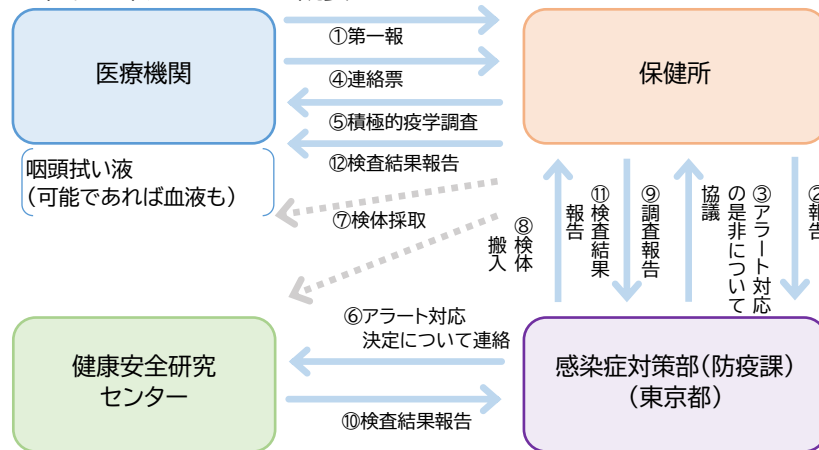 ①第一報
医療機関
保健所
④連絡票
⑤積極的疫学調査
⑫検査結果報告
咽頭拭い液
(可能であれば血液も)
⑦検体採取
⑧検体
搬入
⑪検査結果
報告
⑨調査報告
③アラート対応
の是非について
協議
②報告
⑥アラート対応
決定について連絡
健康安全研究
センター
感染症対策部(防疫課)
(東京都)
⑩検査結果報告